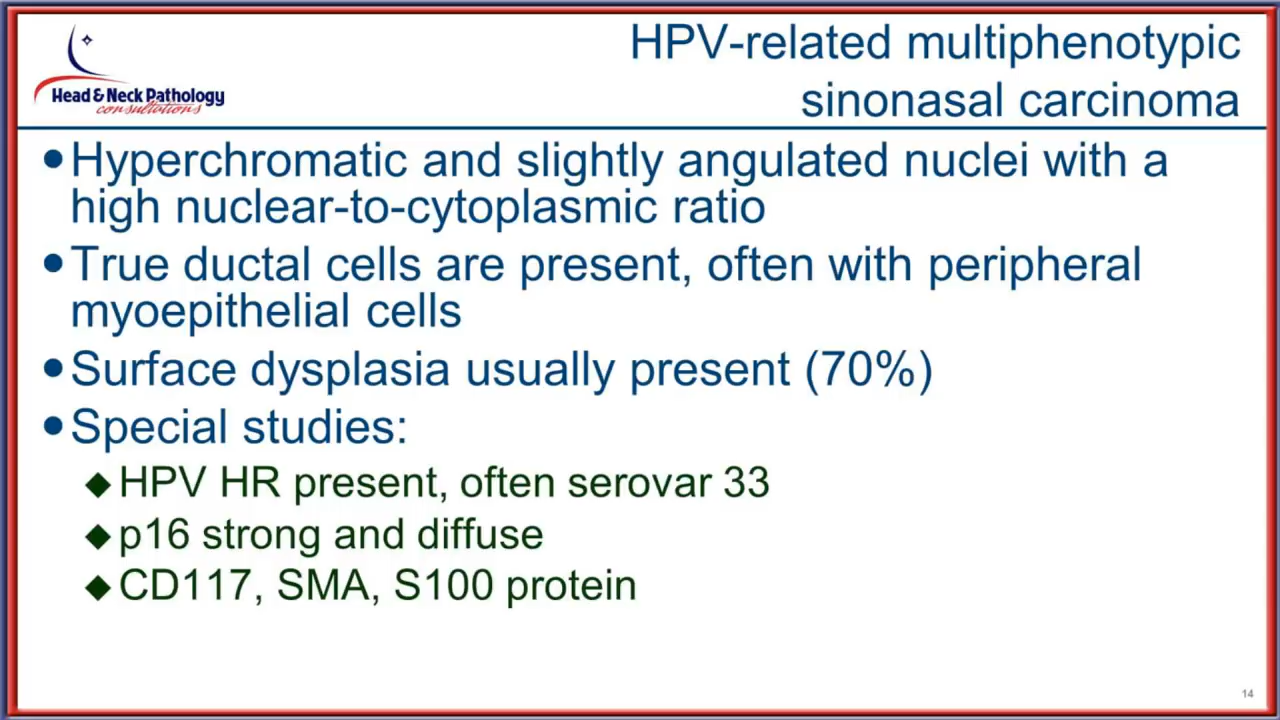 HPV-related multiphenotypic
sinonasal carcinoma
Head & Neck Pathology
consultations
•Hyperchromatic and slightly angulated nuclei with a
high nuclear-to-cytoplasmic ratio
•True ductal cells are present, often with peripheral
myoepithelial cells
•Surface dysplasia usually present (70%)
•Special studies:
◆HPV HR present, often serovar 33
◆p16 strong and diffuse
◆CD117, SMA, S100 protein
14